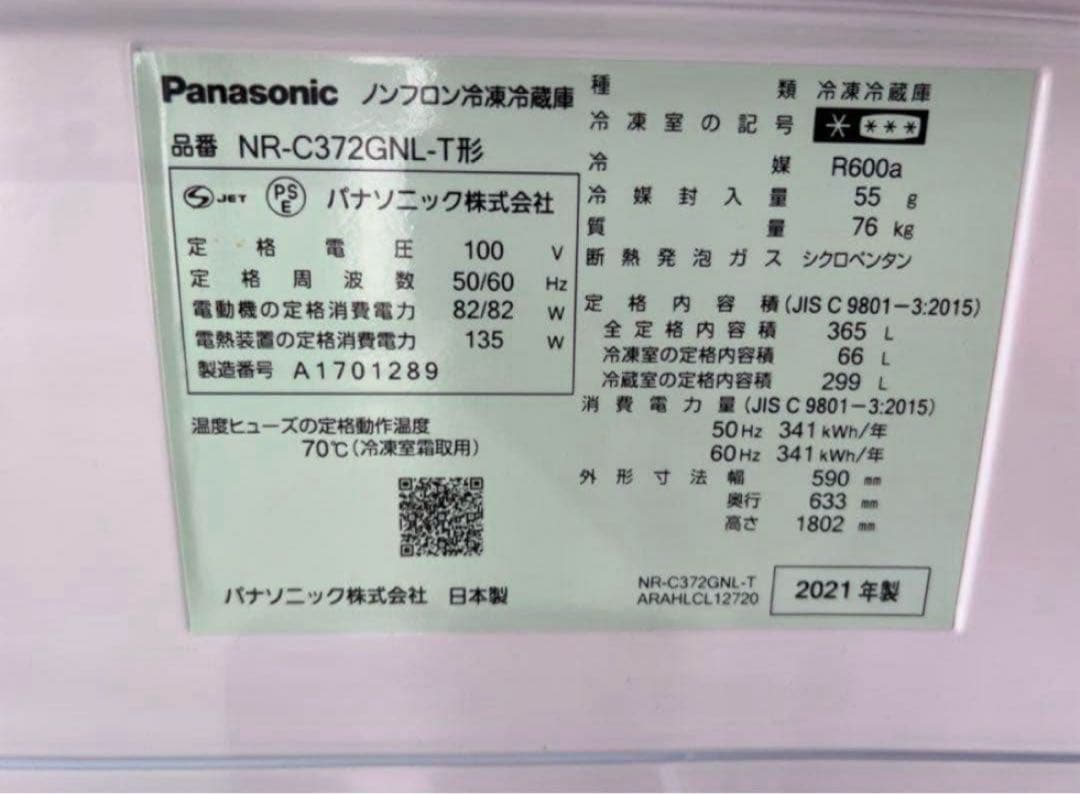 Panasonic ノンフロン冷凍冷蔵庫
品番 NR-C372GNL-T形
S JET PS E パナソニック株式会社
定格電圧 100 V
定格周波数 50/60 Hz
電動機の定格消費電力 82/82 W
電熱装置の定格消費電力 135 W
製造番号 A1701289
温度ヒューズの定格動作温度
70℃(冷凍室霜取用)
パナソニック株式会社 日本製
種類 冷凍冷蔵庫
冷凍室の記号 * ***
冷媒 R600a
冷媒封入量 55 g
質量 76 kg
断熱発泡ガス シクロペンタン
定格内容積(JIS C 9801-3:2015)
全定格内容積 365 L
冷凍室の定格内容積 66 L
冷蔵室の定格内容積 299 L
消費電力量(JIS C 9801-3:2015)
50Hz 341kWh/年
60Hz 341kWh/年
外形寸法 幅 590 mm
奥行 633 mm
高さ 1802 mm
NR-C372GNL-T
ARAHLCL12720
2021年製